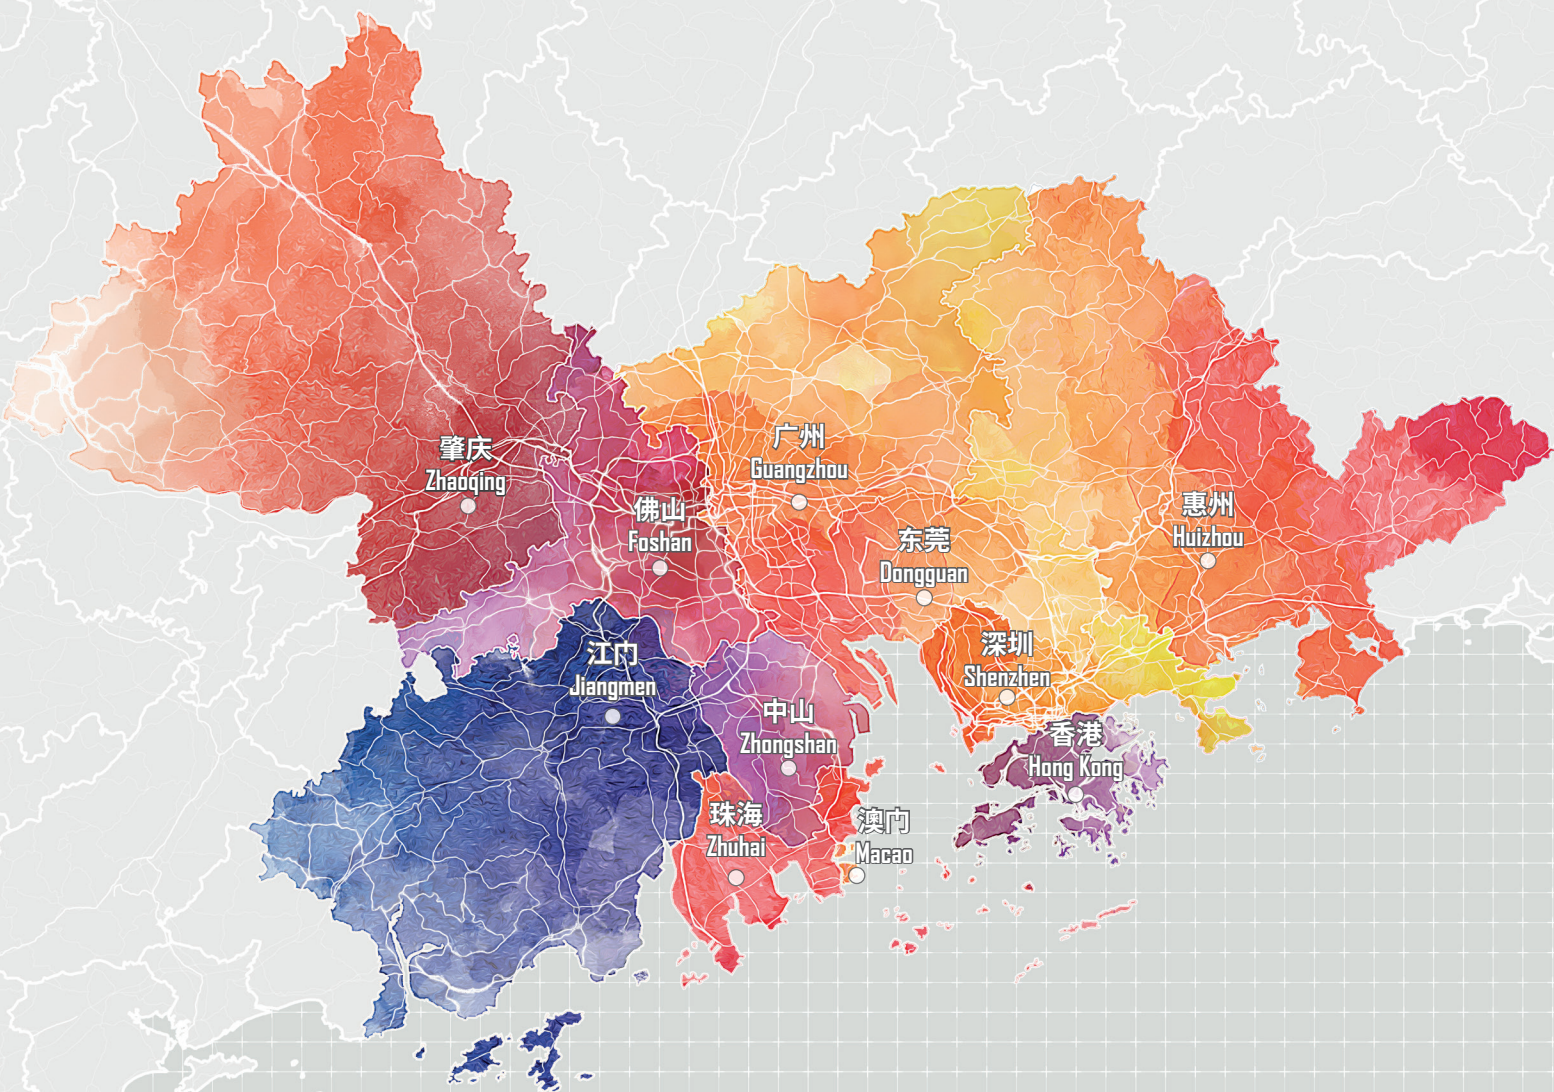 广州
Guangzhou
肇庆
Zhaoqing
佛山
Foshan
惠州
Huizhou
东莞
Dongguan
深圳
Shenzhen
江门
Jiangmen
中山
Zhongshan
香港
Hong Kong
珠海
Zhuhai
澳门
Macao